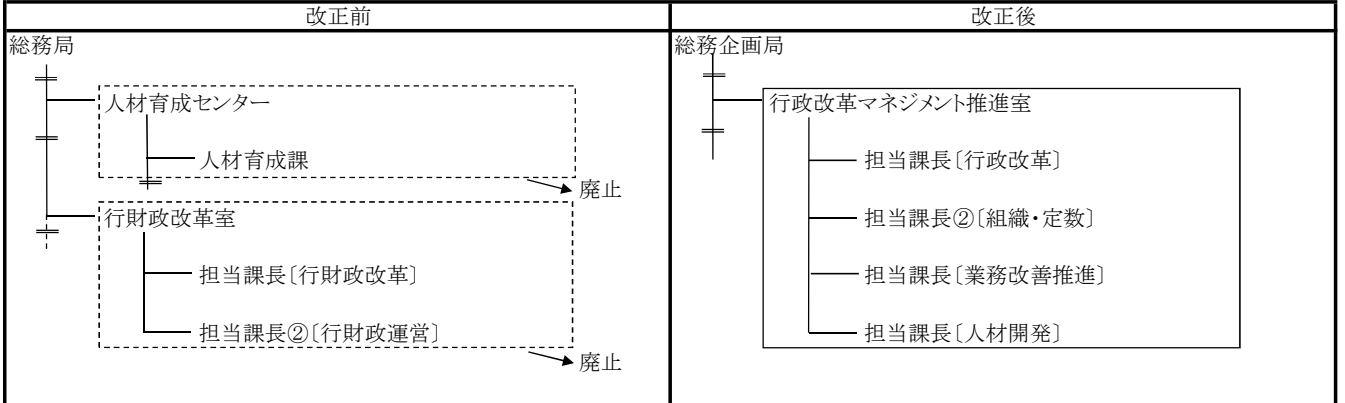 改正前
改正後
総務局
人材育成センター
人材育成課
廃止
行財政改革室
担当課長〔行財政改革〕
担当課長②〔行財政運営〕
廃止
総務企画局
行政改革マネジメント推進室
担当課長〔行政改革〕
担当課長②〔組織・定数〕
担当課長〔業務改善推進〕
担当課長〔人材開発〕